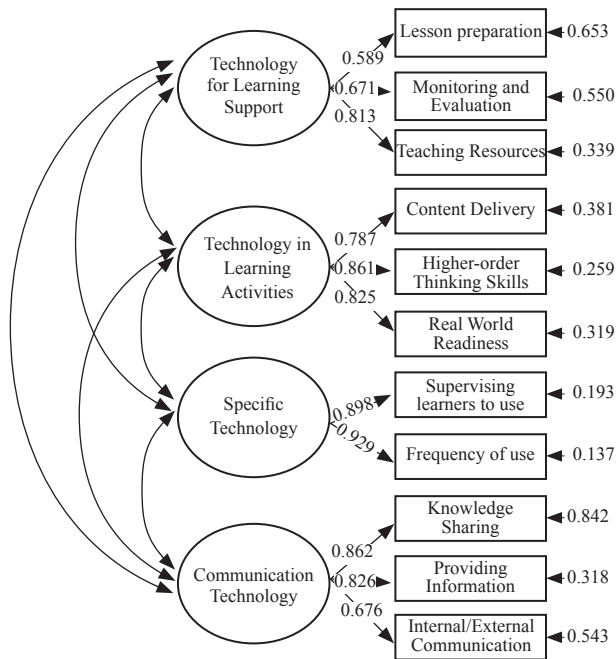 Technology
for Learning
Support
0.589
0.671
0.813
Lesson preparation
0.653
Monitoring and
Evaluation
0.550
Teaching Resources
0.339
Technology in
Learning
Activities
0.787
0.861
0.825
Content Delivery
0.381
Higher-order
Thinking Skills
0.259
Real World
Readiness
0.319
Specific
Technology
0.898
0.929
Supervising
learners to use
0.193
Frequency of use
0.137
Communication
Technology
0.862
0.826
0.676
Knowledge
Sharing
0.842
Providing
Information
0.318
Internal/External
Communication
0.543